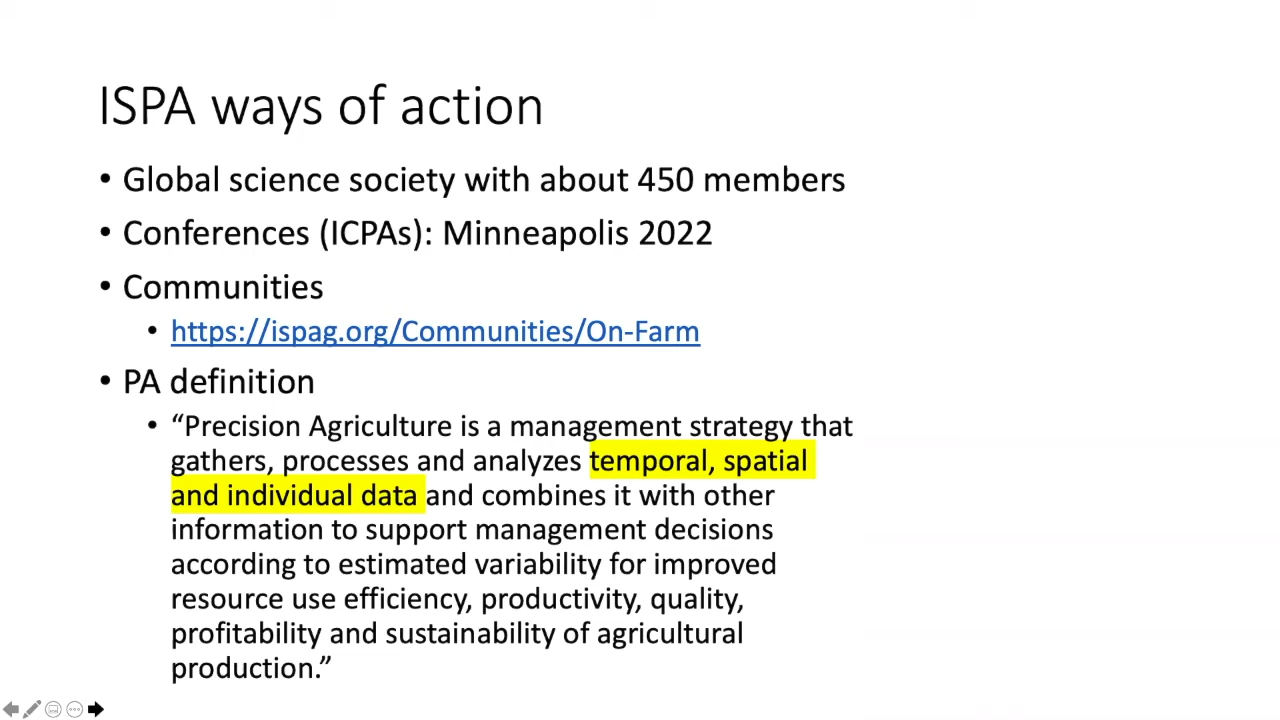 ISPA ways of action
• Global science society with about 450 members
• Conferences (ICPAs): Minneapolis 2022
• Communities
• https://ispag.org/Communities/On-Farm
• PA definition
• “Precision Agriculture is a management strategy that
gathers, processes and analyzes temporal, spatial
and individual data and combines it with other
information to support management decisions
according to estimated variability for improved
resource use efficiency, productivity, quality,
profitability and sustainability of agricultural
production.”